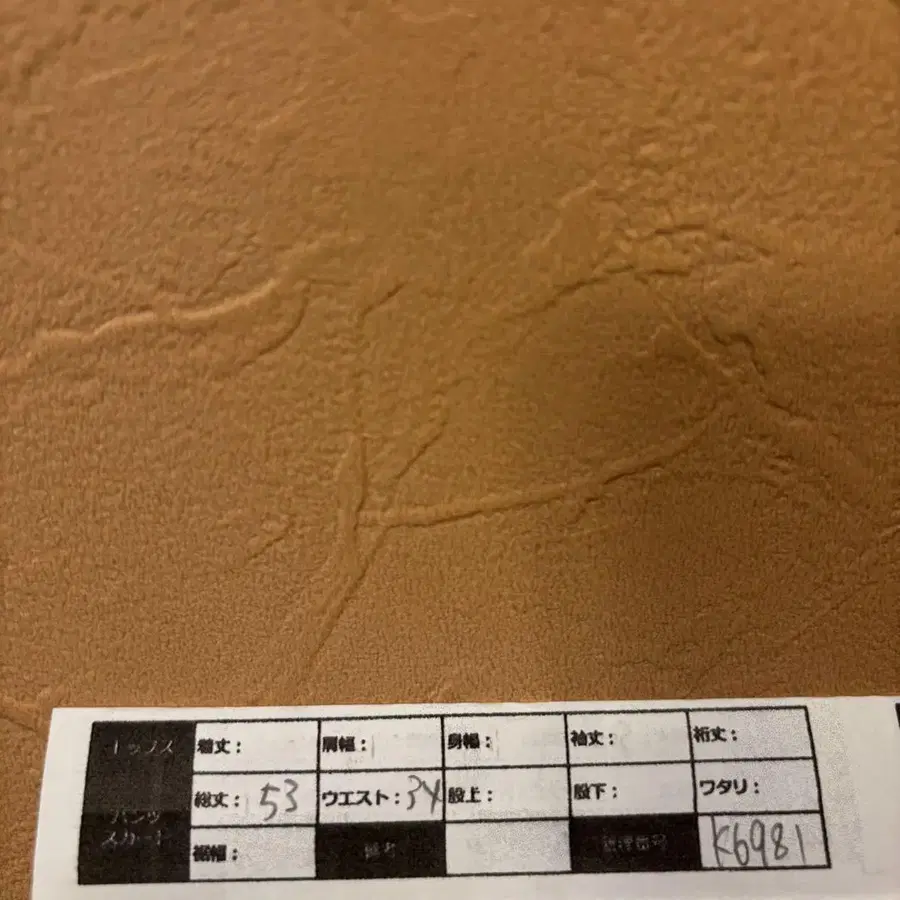 トップス 着丈： 肩幅： 身幅： 袖丈： 裄丈：
パンツ スカート 総丈：53 ウエスト：34 股上： 股下： ワタリ：
裾幅： 備考 管理番号 K6981